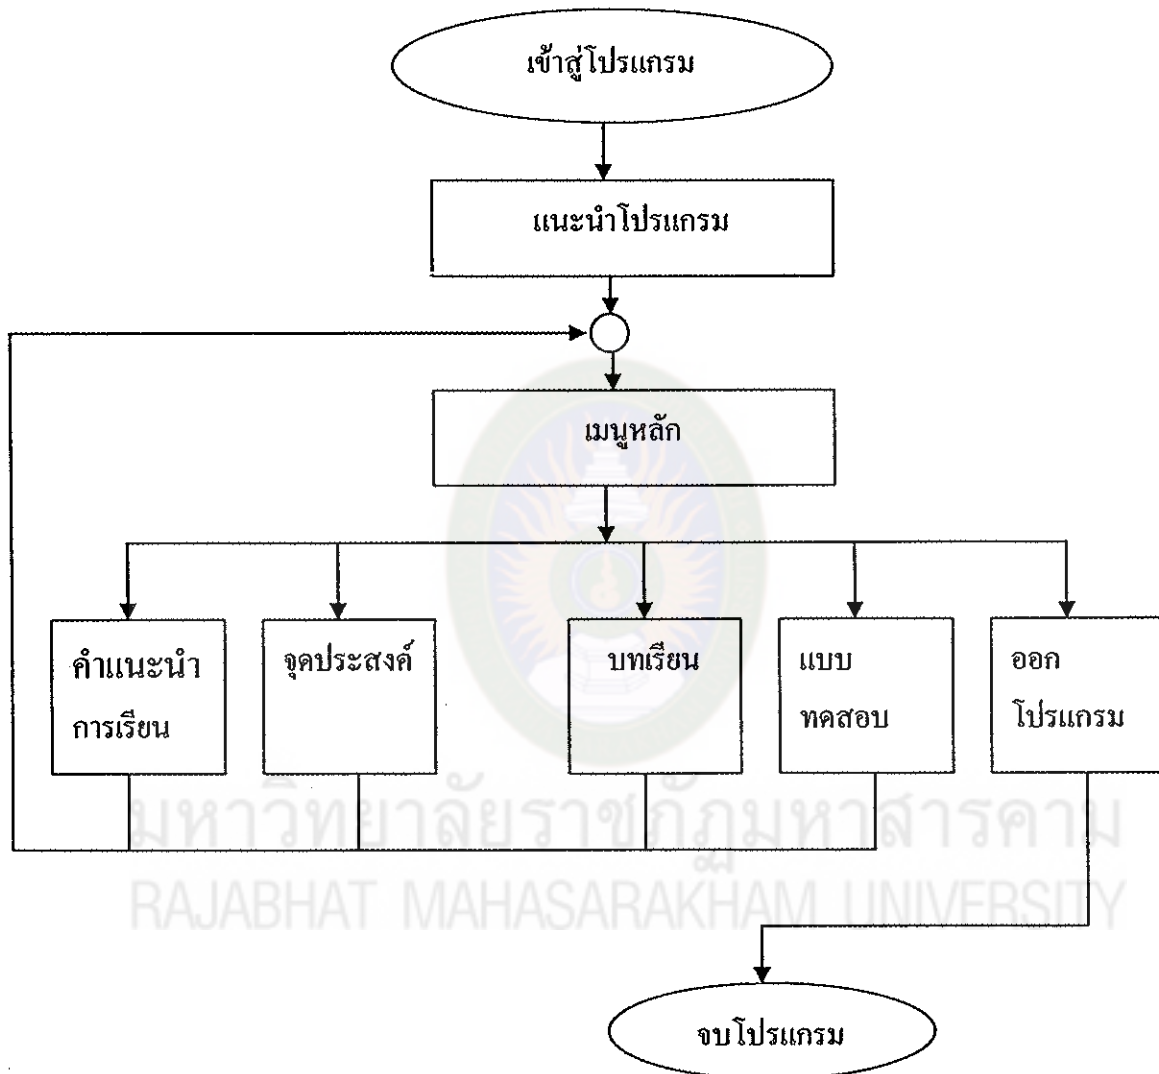 เข้าสู่โปรแกรม
แนะนำโปรแกรม
เมนูหลัก
คำแนะนำ
การเรียน
จุดประสงค์
บทเรียน
แบบ
ทดสอบ
ออก
โปรแกรม
มหาวิทยาลัยราชภัฏมหาสารคาม
RAJABHAT MAHASARAKHAM UNIVERSITY
จบโปรแกรม